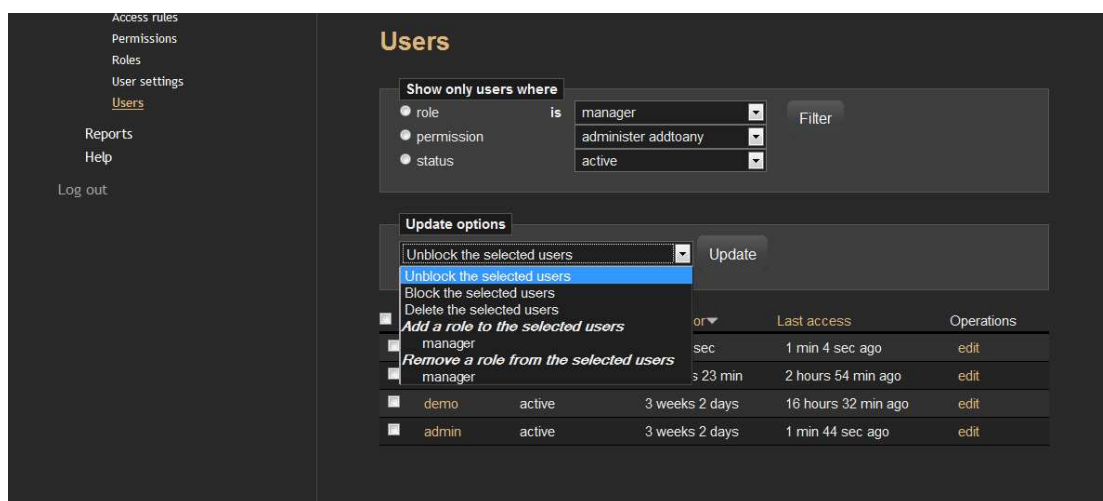 Access rules
Permissions
Roles
User settings
Users
Reports
Help
Log out
Users
Show only users where
role is manager Filter
permission administer addtoany
status active
Update options
Unblock the selected users Update
Unblock the selected users
Block the selected users
Delete the selected users
Add a role to the selected users
manager
Remove a role from the selected users
manager
Last access Operations
sec 1 min 4 sec ago edit
23 min 2 hours 54 min ago edit
demo active 3 weeks 2 days 16 hours 32 min ago edit
admin active 3 weeks 2 days 1 min 44 sec ago edit